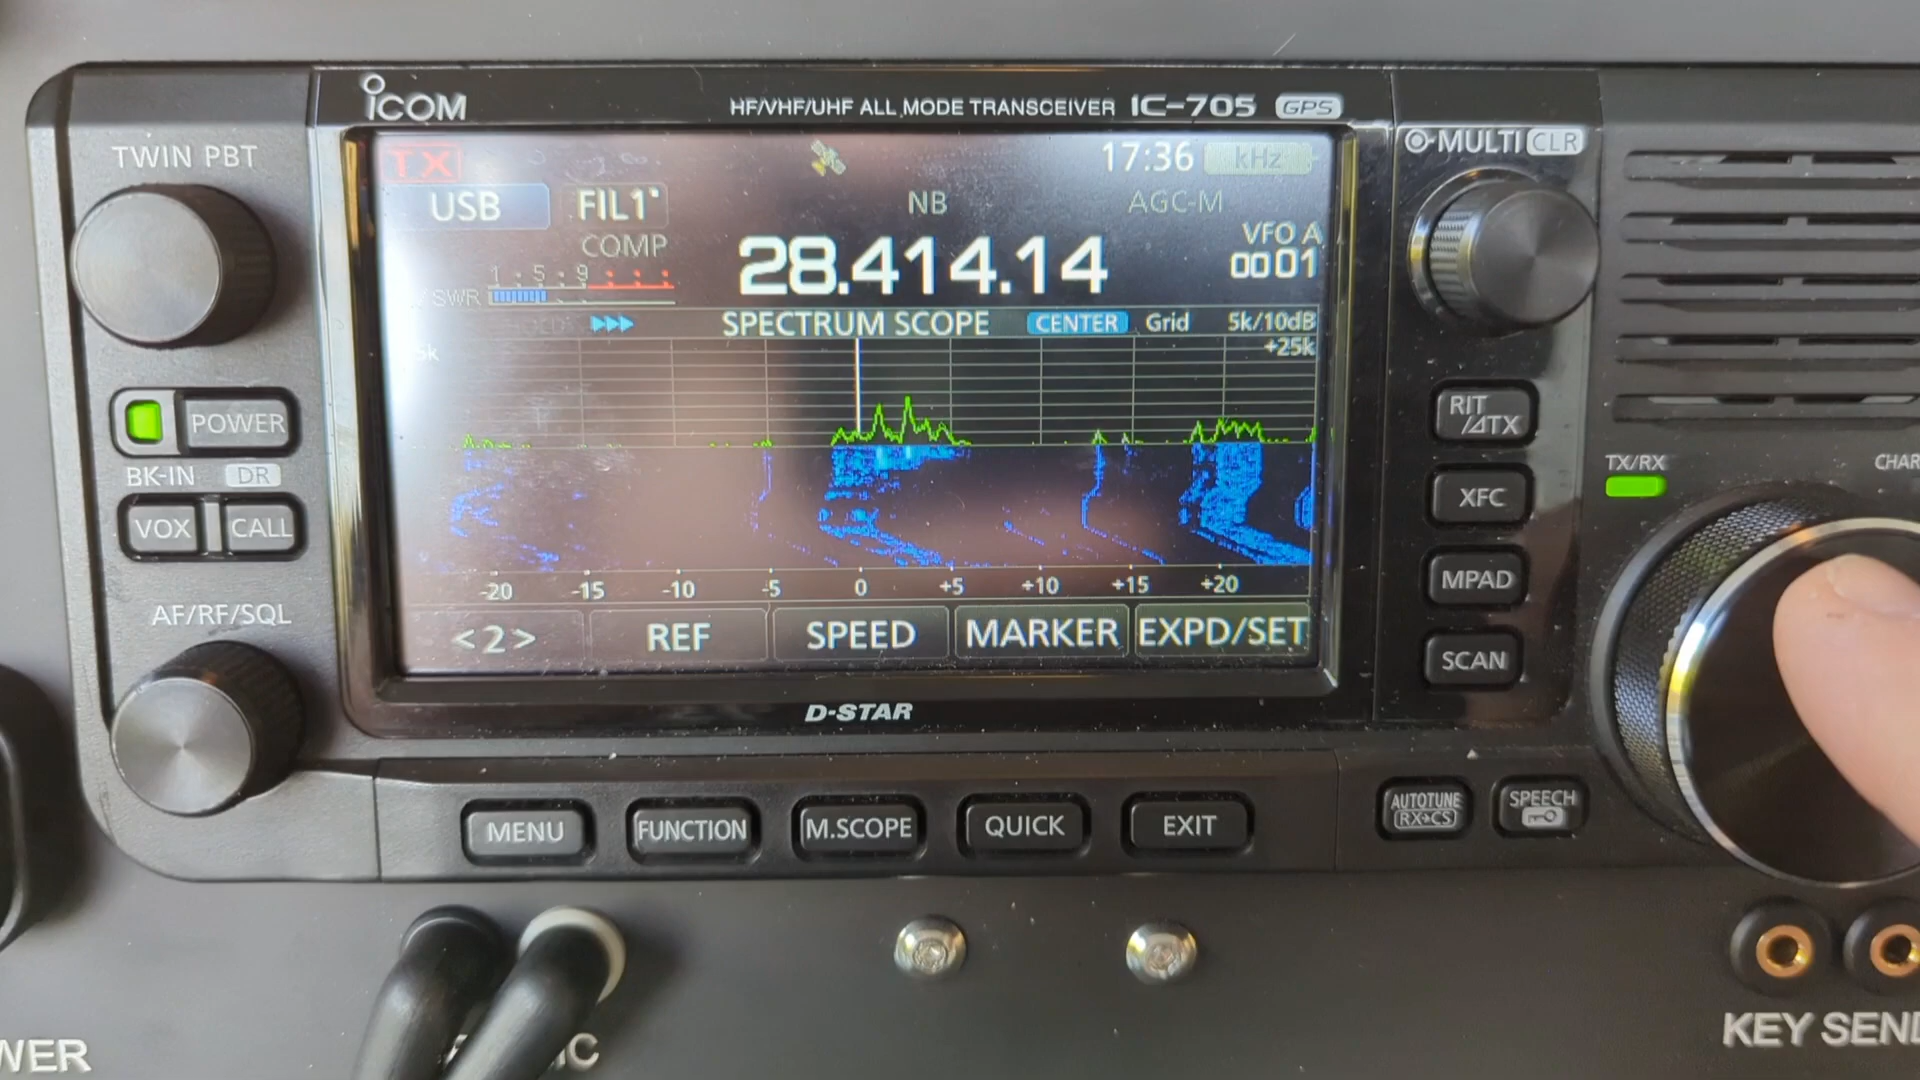 ICOM
HF/VHF/UHF ALL MODE TRANSCEIVER IC-705 GPS
TWIN PBT
MULTI CLR
TX
17:36 kHz
USB
FIL1
NB
AGC-M
COMP
28.414.14
VFO A
0001
1 5 9
SWR
SPECTRUM SCOPE
CENTER
Grid
5k/10dB
+25k
-20 -15 -10 -5 0 +5 +10 +15 +20
<2>
REF
SPEED
MARKER
EXPD/SET
POWER
BK-IN DR
VOX CALL
AF/RF/SQL
RIT
/⊿TX
XFC
MPAD
SCAN
TX/RX
D-STAR
MENU
FUNCTION
M.SCOPE
QUICK
EXIT
AUTOTUNE
RX→CS
SPEECH
KEY